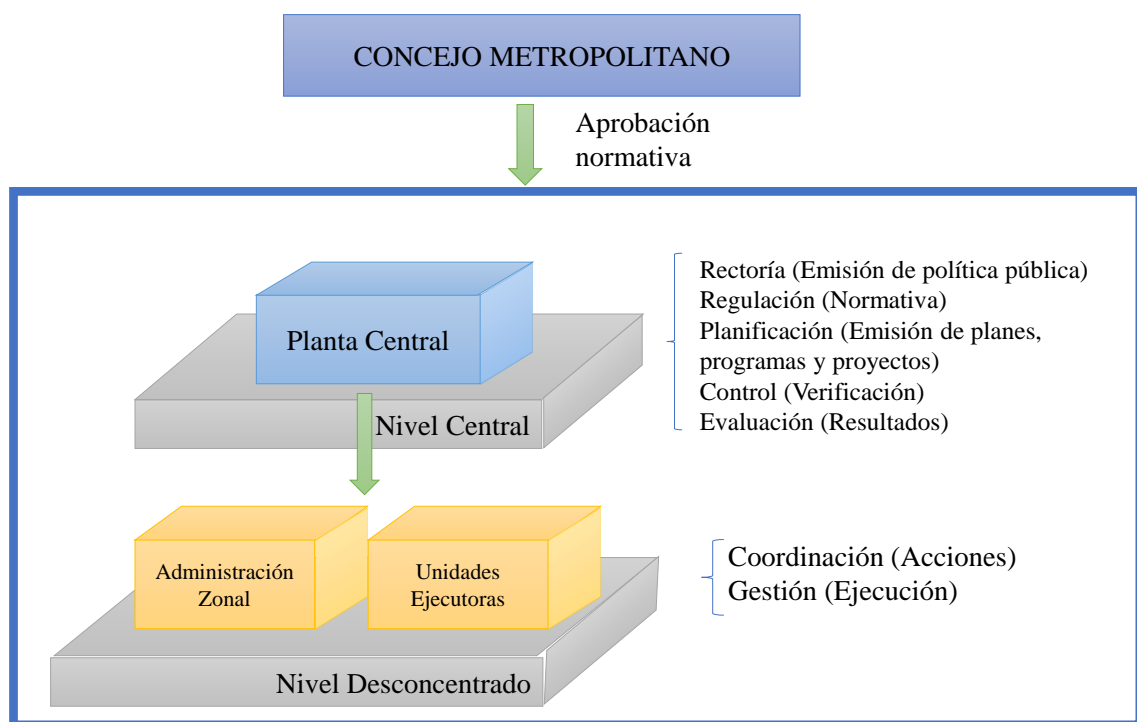 CONCEJO METROPOLITANO
Aprobación
normativa
Rectoría (Emisión de política pública)
Regulación (Normativa)
Planificación (Emisión de planes,
programas y proyectos)
Control (Verificación)
Evaluación (Resultados)
Planta Central
Nivel Central
Administración
Zonal
Unidades
Ejecutoras
Coordinación (Acciones)
Gestión (Ejecución)
Nivel Desconcentrado